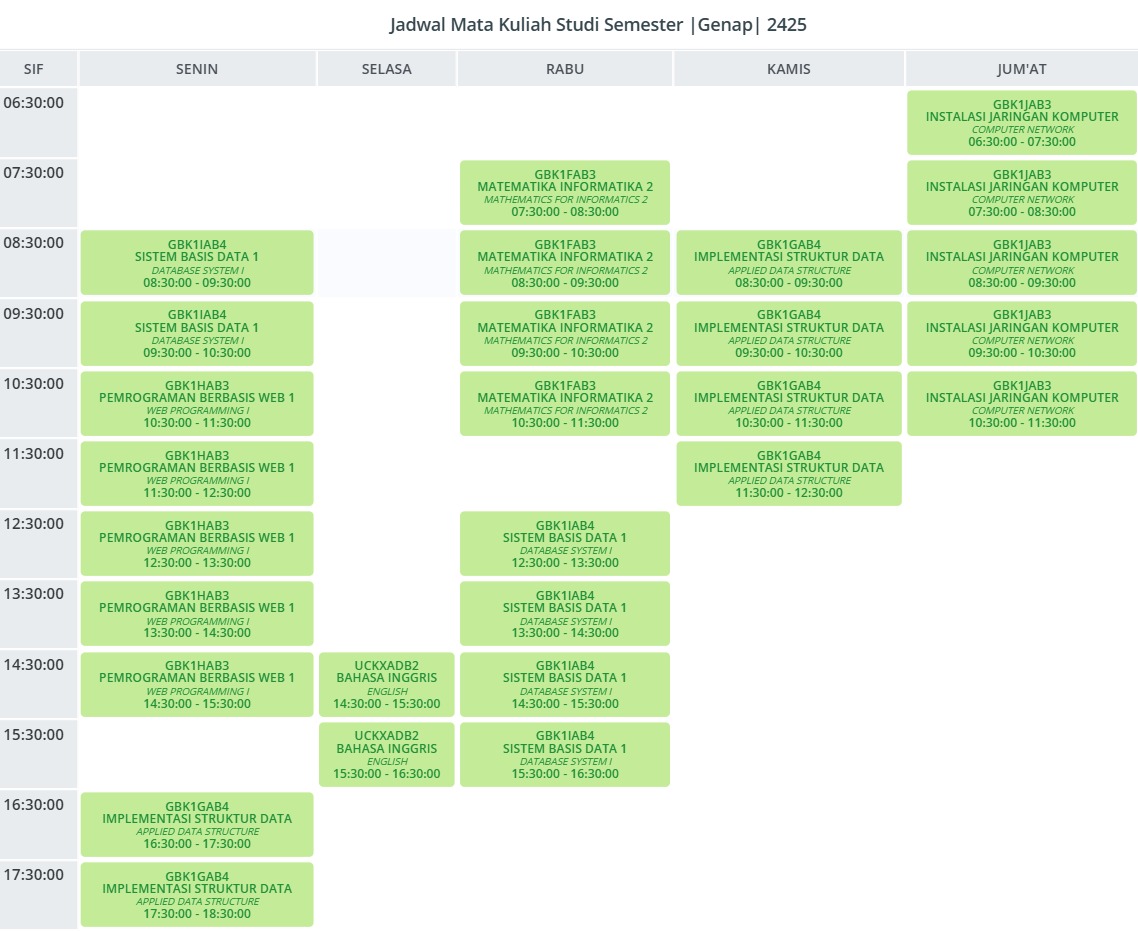 Jadwal Mata Kuliah Studi Semester |Genap| 2425
SIF SENIN SELASA RABU KAMIS JUM'AT
06:30:00
GBK1JAB3
INSTALASI JARINGAN KOMPUTER
COMPUTER NETWORK
06:30:00 - 07:30:00
07:30:00
GBK1FAB3
MATEMATIKA INFORMATIKA 2
MATHEMATICS FOR INFORMATICS 2
07:30:00 - 08:30:00
GBK1JAB3
INSTALASI JARINGAN KOMPUTER
COMPUTER NETWORK
07:30:00 - 08:30:00
08:30:00
GBK1IAB4
SISTEM BASIS DATA 1
DATABASE SYSTEM I
08:30:00 - 09:30:00
GBK1FAB3
MATEMATIKA INFORMATIKA 2
MATHEMATICS FOR INFORMATICS 2
08:30:00 - 09:30:00
GBK1GAB4
IMPLEMENTASI STRUKTUR DATA
APPLIED DATA STRUCTURE
08:30:00 - 09:30:00
GBK1JAB3
INSTALASI JARINGAN KOMPUTER
COMPUTER NETWORK
08:30:00 - 09:30:00
09:30:00
GBK1IAB4
SISTEM BASIS DATA 1
DATABASE SYSTEM I
09:30:00 - 10:30:00
GBK1FAB3
MATEMATIKA INFORMATIKA 2
MATHEMATICS FOR INFORMATICS 2
09:30:00 - 10:30:00
GBK1GAB4
IMPLEMENTASI STRUKTUR DATA
APPLIED DATA STRUCTURE
09:30:00 - 10:30:00
GBK1JAB3
INSTALASI JARINGAN KOMPUTER
COMPUTER NETWORK
09:30:00 - 10:30:00
10:30:00
GBK1HAB3
PEMROGRAMAN BERBASIS WEB 1
WEB PROGRAMMING I
10:30:00 - 11:30:00
GBK1FAB3
MATEMATIKA INFORMATIKA 2
MATHEMATICS FOR INFORMATICS 2
10:30:00 - 11:30:00
GBK1GAB4
IMPLEMENTASI STRUKTUR DATA
APPLIED DATA STRUCTURE
10:30:00 - 11:30:00
GBK1JAB3
INSTALASI JARINGAN KOMPUTER
COMPUTER NETWORK
10:30:00 - 11:30:00
11:30:00
GBK1HAB3
PEMROGRAMAN BERBASIS WEB 1
WEB PROGRAMMING I
11:30:00 - 12:30:00
GBK1GAB4
IMPLEMENTASI STRUKTUR DATA
APPLIED DATA STRUCTURE
11:30:00 - 12:30:00
12:30:00
GBK1HAB3
PEMROGRAMAN BERBASIS WEB 1
WEB PROGRAMMING I
12:30:00 - 13:30:00
GBK1IAB4
SISTEM BASIS DATA 1
DATABASE SYSTEM I
12:30:00 - 13:30:00
13:30:00
GBK1HAB3
PEMROGRAMAN BERBASIS WEB 1
WEB PROGRAMMING I
13:30:00 - 14:30:00
GBK1IAB4
SISTEM BASIS DATA 1
DATABASE SYSTEM I
13:30:00 - 14:30:00
14:30:00
GBK1HAB3
PEMROGRAMAN BERBASIS WEB 1
WEB PROGRAMMING I
14:30:00 - 15:30:00
UCKXADB2
BAHASA INGGRIS
ENGLISH
14:30:00 - 15:30:00
GBK1IAB4
SISTEM BASIS DATA 1
DATABASE SYSTEM I
14:30:00 - 15:30:00
15:30:00
UCKXADB2
BAHASA INGGRIS
ENGLISH
15:30:00 - 16:30:00
GBK1IAB4
SISTEM BASIS DATA 1
DATABASE SYSTEM I
15:30:00 - 16:30:00
16:30:00
GBK1GAB4
IMPLEMENTASI STRUKTUR DATA
APPLIED DATA STRUCTURE
16:30:00 - 17:30:00
17:30:00
GBK1GAB4
IMPLEMENTASI STRUKTUR DATA
APPLIED DATA STRUCTURE
17:30:00 - 18:30:00